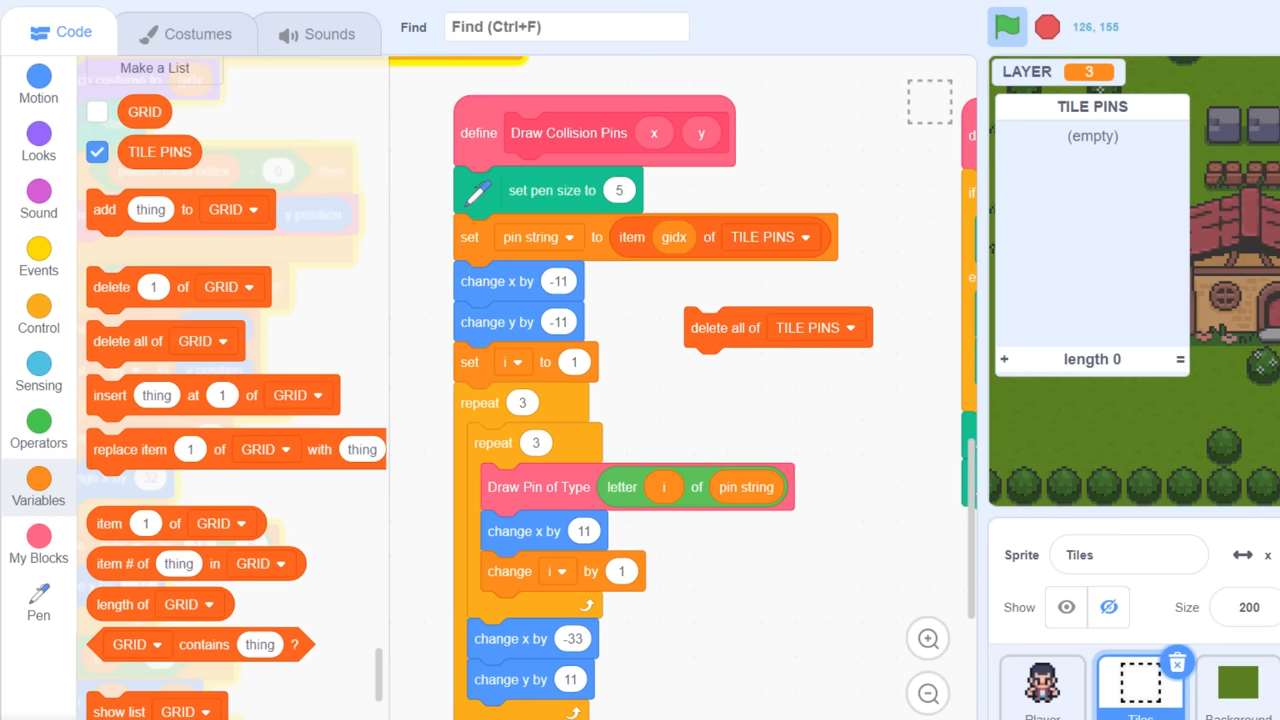 Code
Costumes
Sounds
Find
Find (Ctrl+F)
126, 155
Motion
Looks
Sound
Events
Control
Sensing
Operators
Variables
My Blocks
Pen
Make a List
GRID
TILE PINS
add thing to GRID
delete 1 of GRID
delete all of GRID
insert thing at 1 of GRID
replace item 1 of GRID with thing
item 1 of GRID
item # of thing in GRID
length of GRID
GRID contains thing ?
show list GRID
define Draw Collision Pins x y
set pen size to 5
set pin string to item gidx of TILE PINS
change x by -11
change y by -11
set i to 1
repeat 3
repeat 3
Draw Pin of Type letter i of pin string
change x by 11
change i by 1
change x by -33
change y by 11
delete all of TILE PINS
LAYER 3
TILE PINS
(empty)
+ length 0 =
Sprite Tiles x
Show Size 200
Player
Tiles
Background